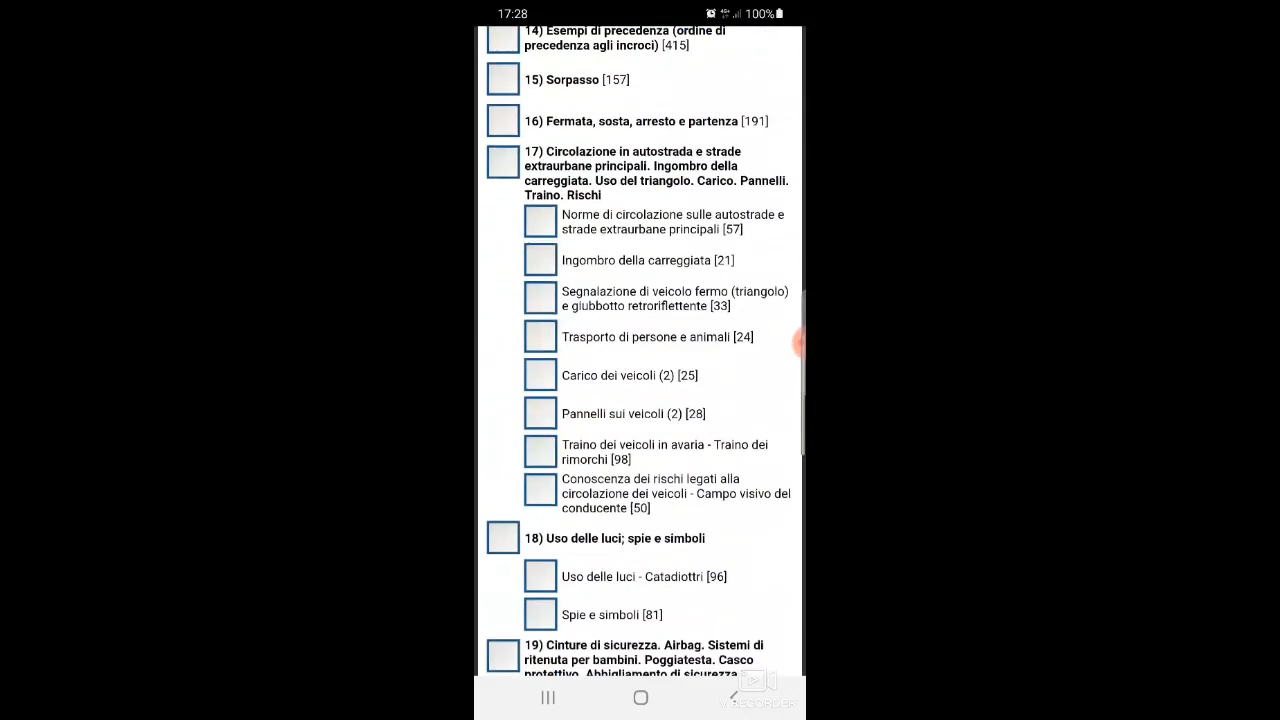 17:28
4G+
100%
14) Esempi di precedenza (ordine di
precedenza agli incroci) [415]
15) Sorpasso [157]
16) Fermata, sosta, arresto e partenza [191]
17) Circolazione in autostrada e strade
extraurbane principali. Ingombro della
carreggiata. Uso del triangolo. Carico. Pannelli.
Traino. Rischi
Norme di circolazione sulle autostrade e
strade extraurbane principali [57]
Ingombro della carreggiata [21]
Segnalazione di veicolo fermo (triangolo)
e giubbotto retroriflettente [33]
Trasporto di persone e animali [24]
Carico dei veicoli (2) [25]
Pannelli sui veicoli (2) [28]
Traino dei veicoli in avaria - Traino dei
rimorchi [98]
Conoscenza dei rischi legati alla
circolazione dei veicoli - Campo visivo del
conducente [50]
18) Uso delle luci; spie e simboli
Uso delle luci - Catadiottri [96]
Spie e simboli [81]
19) Cinture di sicurezza. Airbag. Sistemi di
ritenuta per bambini. Poggiatesta. Casco
protettivo. Abbigliamento di sicurezza
V RECORDER